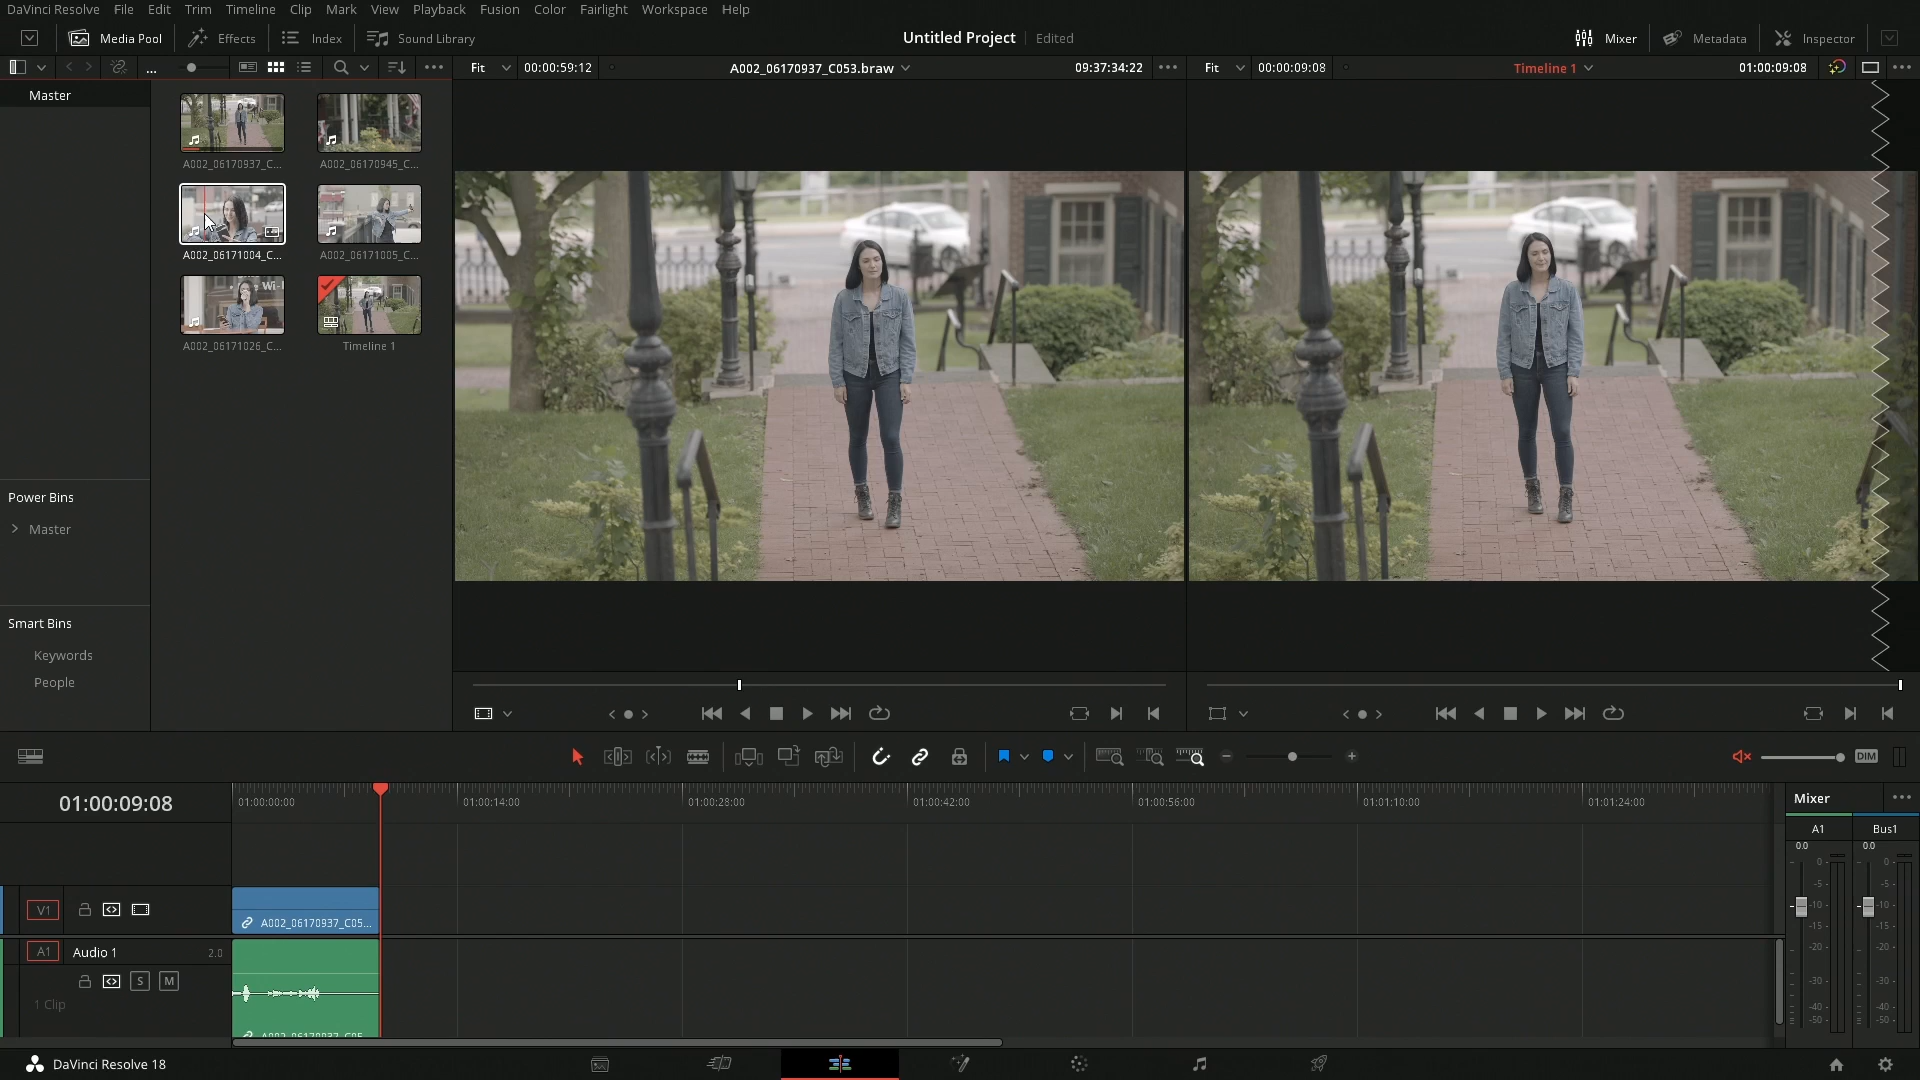 DaVinci Resolve File Edit Trim Timeline Clip Mark View Playback Fusion Color Fairlight Workspace Help
Media Pool Effects Index Sound Library Untitled Project Edited Mixer Metadata Inspector
... Fit 00:00:59:12 A002_06170937_C053.braw 09:37:34:22 Fit 00:00:09:08 Timeline 1 01:00:09:08
Master
A002_06170937_C... A002_06170945_C...
A002_06171004_C... A002_06171005_C...
Wi-
A002_06171026_C... Timeline 1
Power Bins
Master
Smart Bins
Keywords
People
DIM
01:00:09:08 01:00:00:00 01:00:14:00 01:00:28:00 01:00:42:00 01:00:56:00 01:01:10:00 01:01:24:00
Mixer
A1 Bus1
0.0 0.0
0 0
-5 -5
-10 -10
-15 -15
-20 -20
-30 -30
-40 -40
-50 -50
V1 A002_06170937_C05...
A1 Audio 1 2.0
S M
1 Clip
A002_06170937_C05...
DaVinci Resolve 18